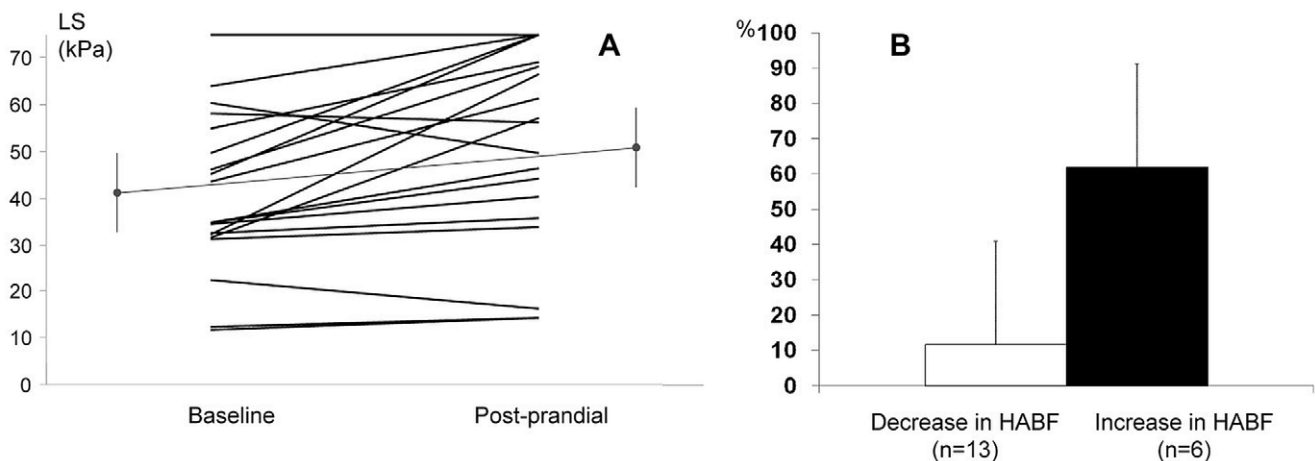 LS
(kPa)
A
70
60
50
40
30
20
10
0
Baseline
Post-prandial
%100
B
90
80
70
60
50
40
30
20
10
0
Decrease in HABF
(n=13)
Increase in HABF
(n=6)